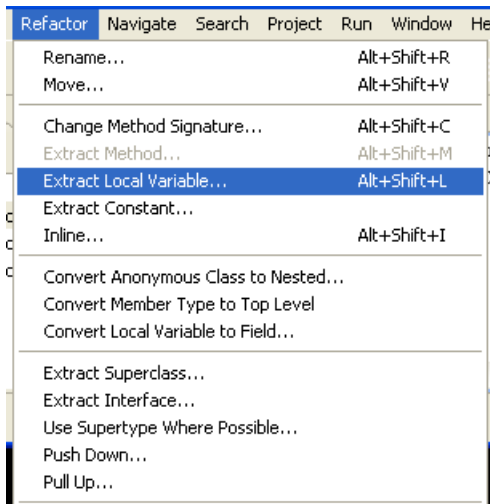 Refactor Navigate Search Project Run Window He
Rename... Alt+Shift+R
Move... Alt+Shift+V
Change Method Signature... Alt+Shift+C
Extract Method... Alt+Shift+M
Extract Local Variable... Alt+Shift+L
Extract Constant...
Inline... Alt+Shift+I
Convert Anonymous Class to Nested...
Convert Member Type to Top Level
Convert Local Variable to Field...
Extract Superclass...
Extract Interface...
Use Supertype Where Possible...
Push Down...
Pull Up...